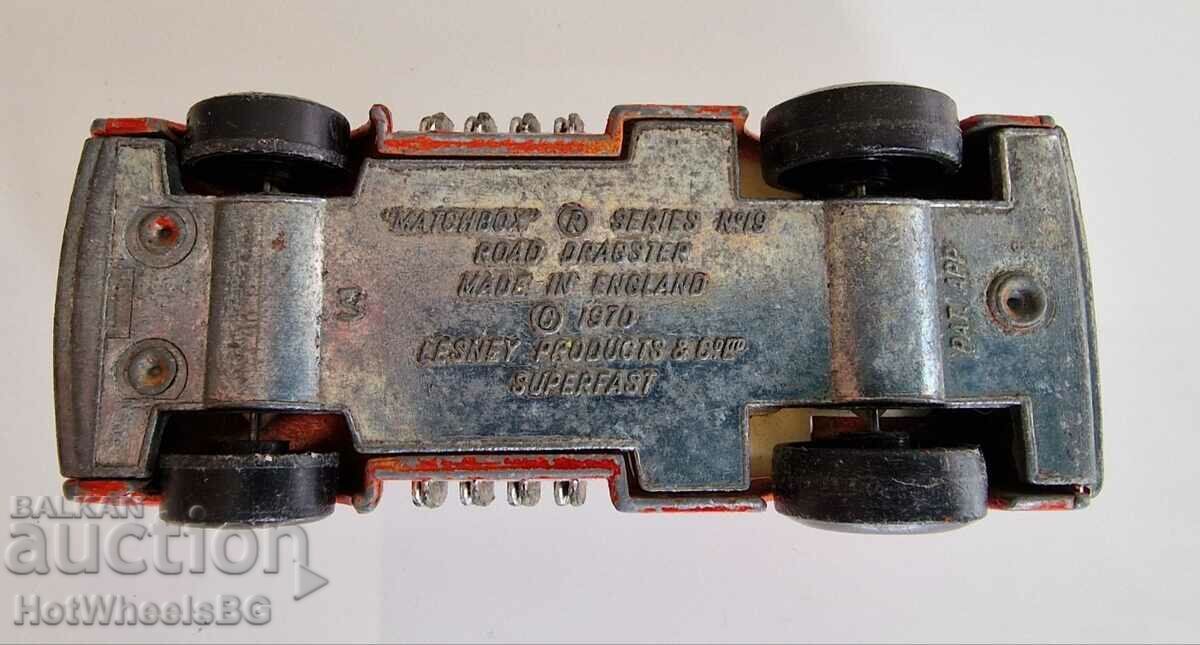 "MATCHBOX" ® SERIES Nº19
ROAD DRAGSTER
MADE IN ENGLAND
© 1970
LESNEY PRODUCTS & Cº LTD
SUPERFAST
PAT. APP
BALKAN
auction
HotWheelsBG